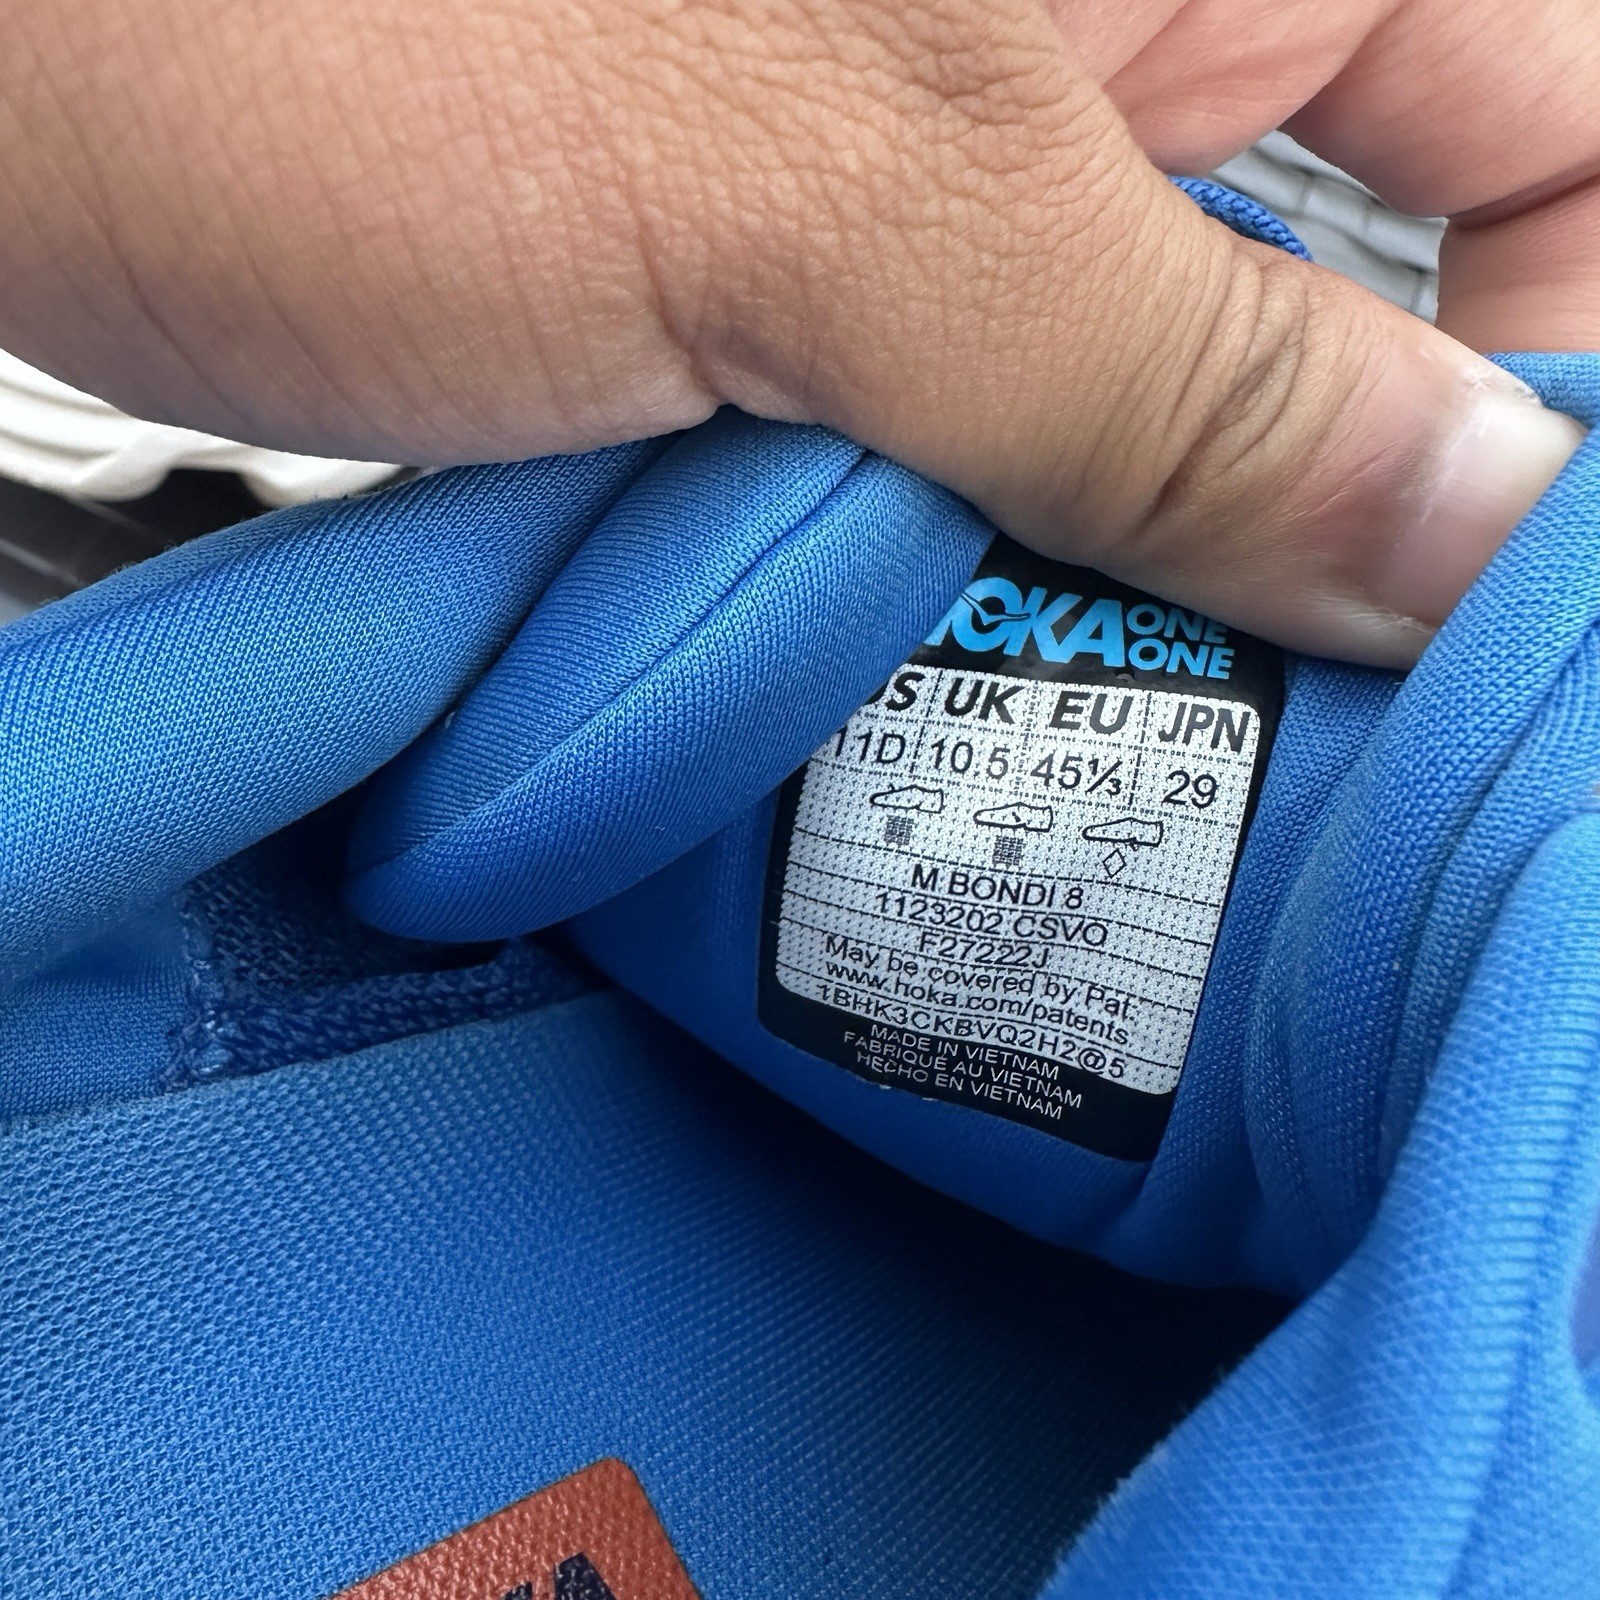 HOKA ONE ONE
US UK EU JPN
11D 10.5 45⅓ 29
M BONDI 8
1123202 CSVO
F27222J
May be covered by Pat.
www.hoka.com/patents
1BHK3CKBVQ2H2@5
MADE IN VIETNAM
FABRIQUÉ AU VIETNAM
HECHO EN VIETNAM